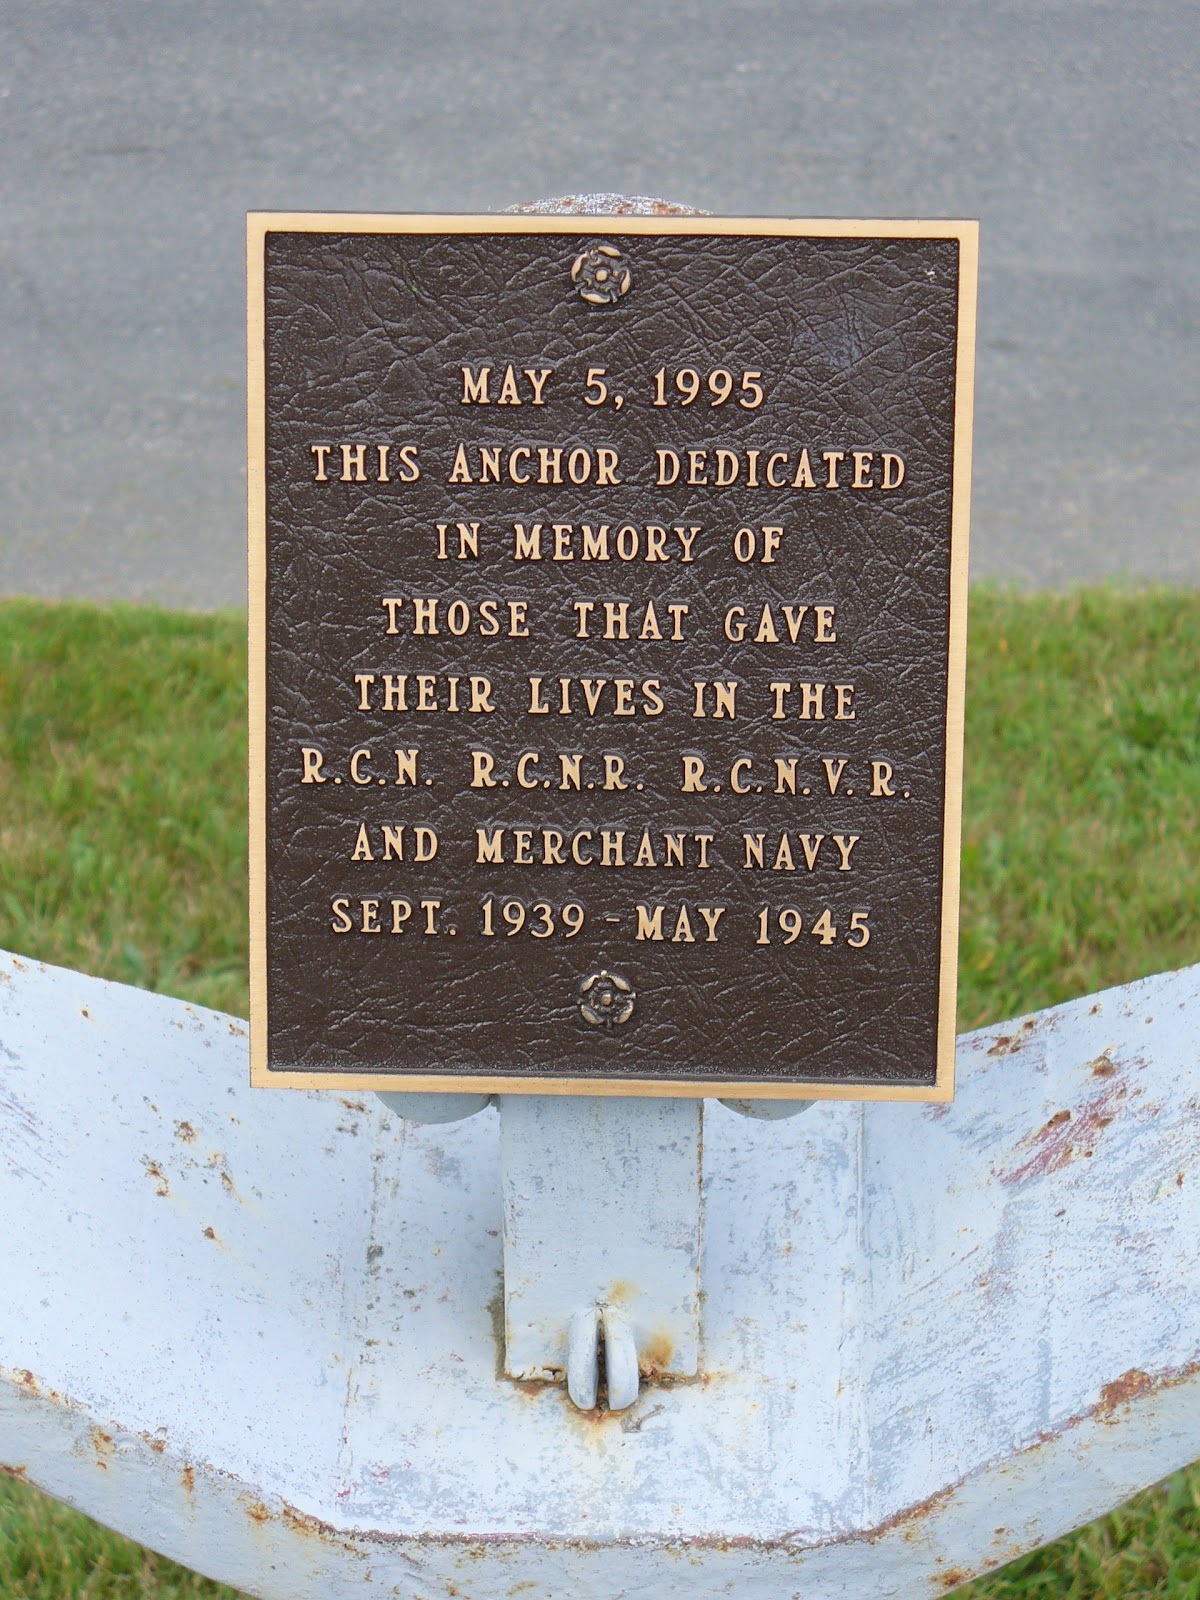 MAY 5, 1995
THIS ANCHOR DEDICATED
IN MEMORY OF
THOSE THAT GAVE
THEIR LIVES IN THE
R.C.N. R.C.N.R. R.C.N.V.R.
AND MERCHANT NAVY
SEPT. 1939 - MAY 1945